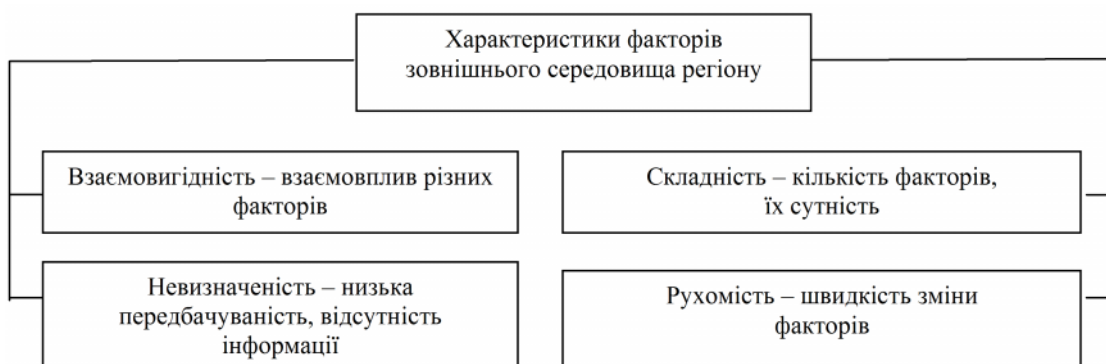 Характеристики факторів
зовнішнього середовища регіону
Взаємовигідність – взаємовплив різних
факторів
Складність – кількість факторів,
їх сутність
Невизначеність – низька
передбачуваність, відсутність
інформації
Рухомість – швидкість зміни
факторів